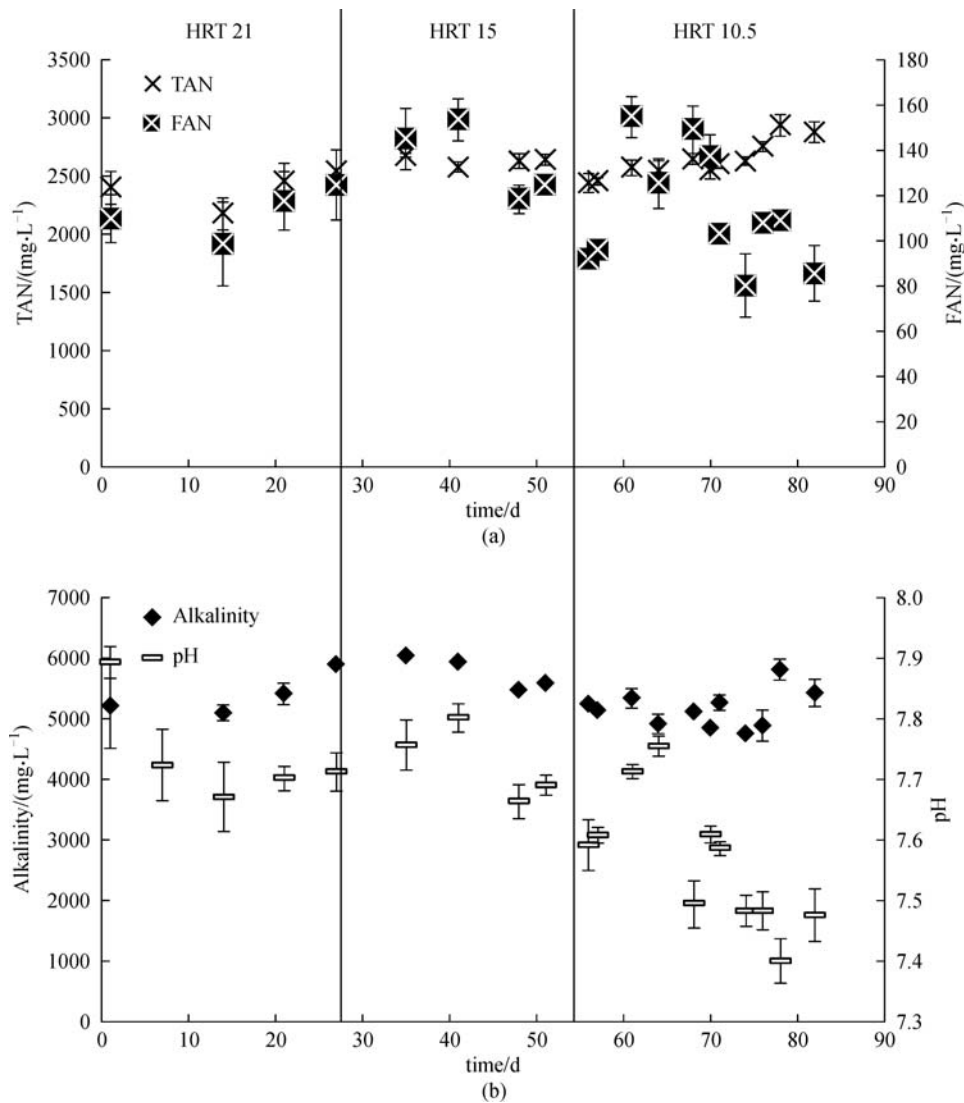 (a)
HRT 21 HRT 15 HRT 10.5
3500 180
TAN
FAN
3000 160
2500 140
2000 120
1500 100
1000 80
500 60
0 40
20
0
TAN/(mg·L⁻¹)
FAN/(mg·L⁻¹)
0 10 20 30 40 50 60 70 80 90
time/d
(a)
7000 8.0
Alkalinity
pH
6000 7.9
5000 7.8
4000 7.7
3000 7.6
2000 7.5
1000 7.4
0 7.3
Alkalinity/(mg·L⁻¹)
pH
0 10 20 30 40 50 60 70 80 90
time/d
(b)